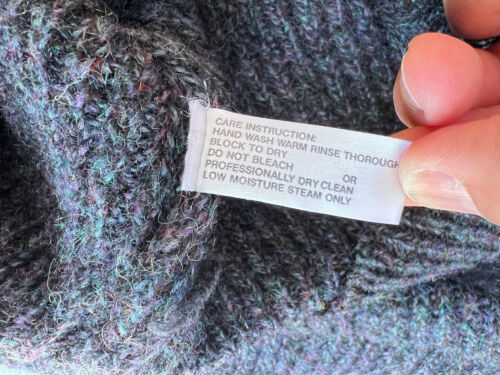 CARE INSTRUCTION:
HAND WASH WARM RINSE THOROUGH
BLOCK TO DRY
DO NOT BLEACH OR
PROFESSIONALLY DRY CLEAN
LOW MOISTURE STEAM ONLY